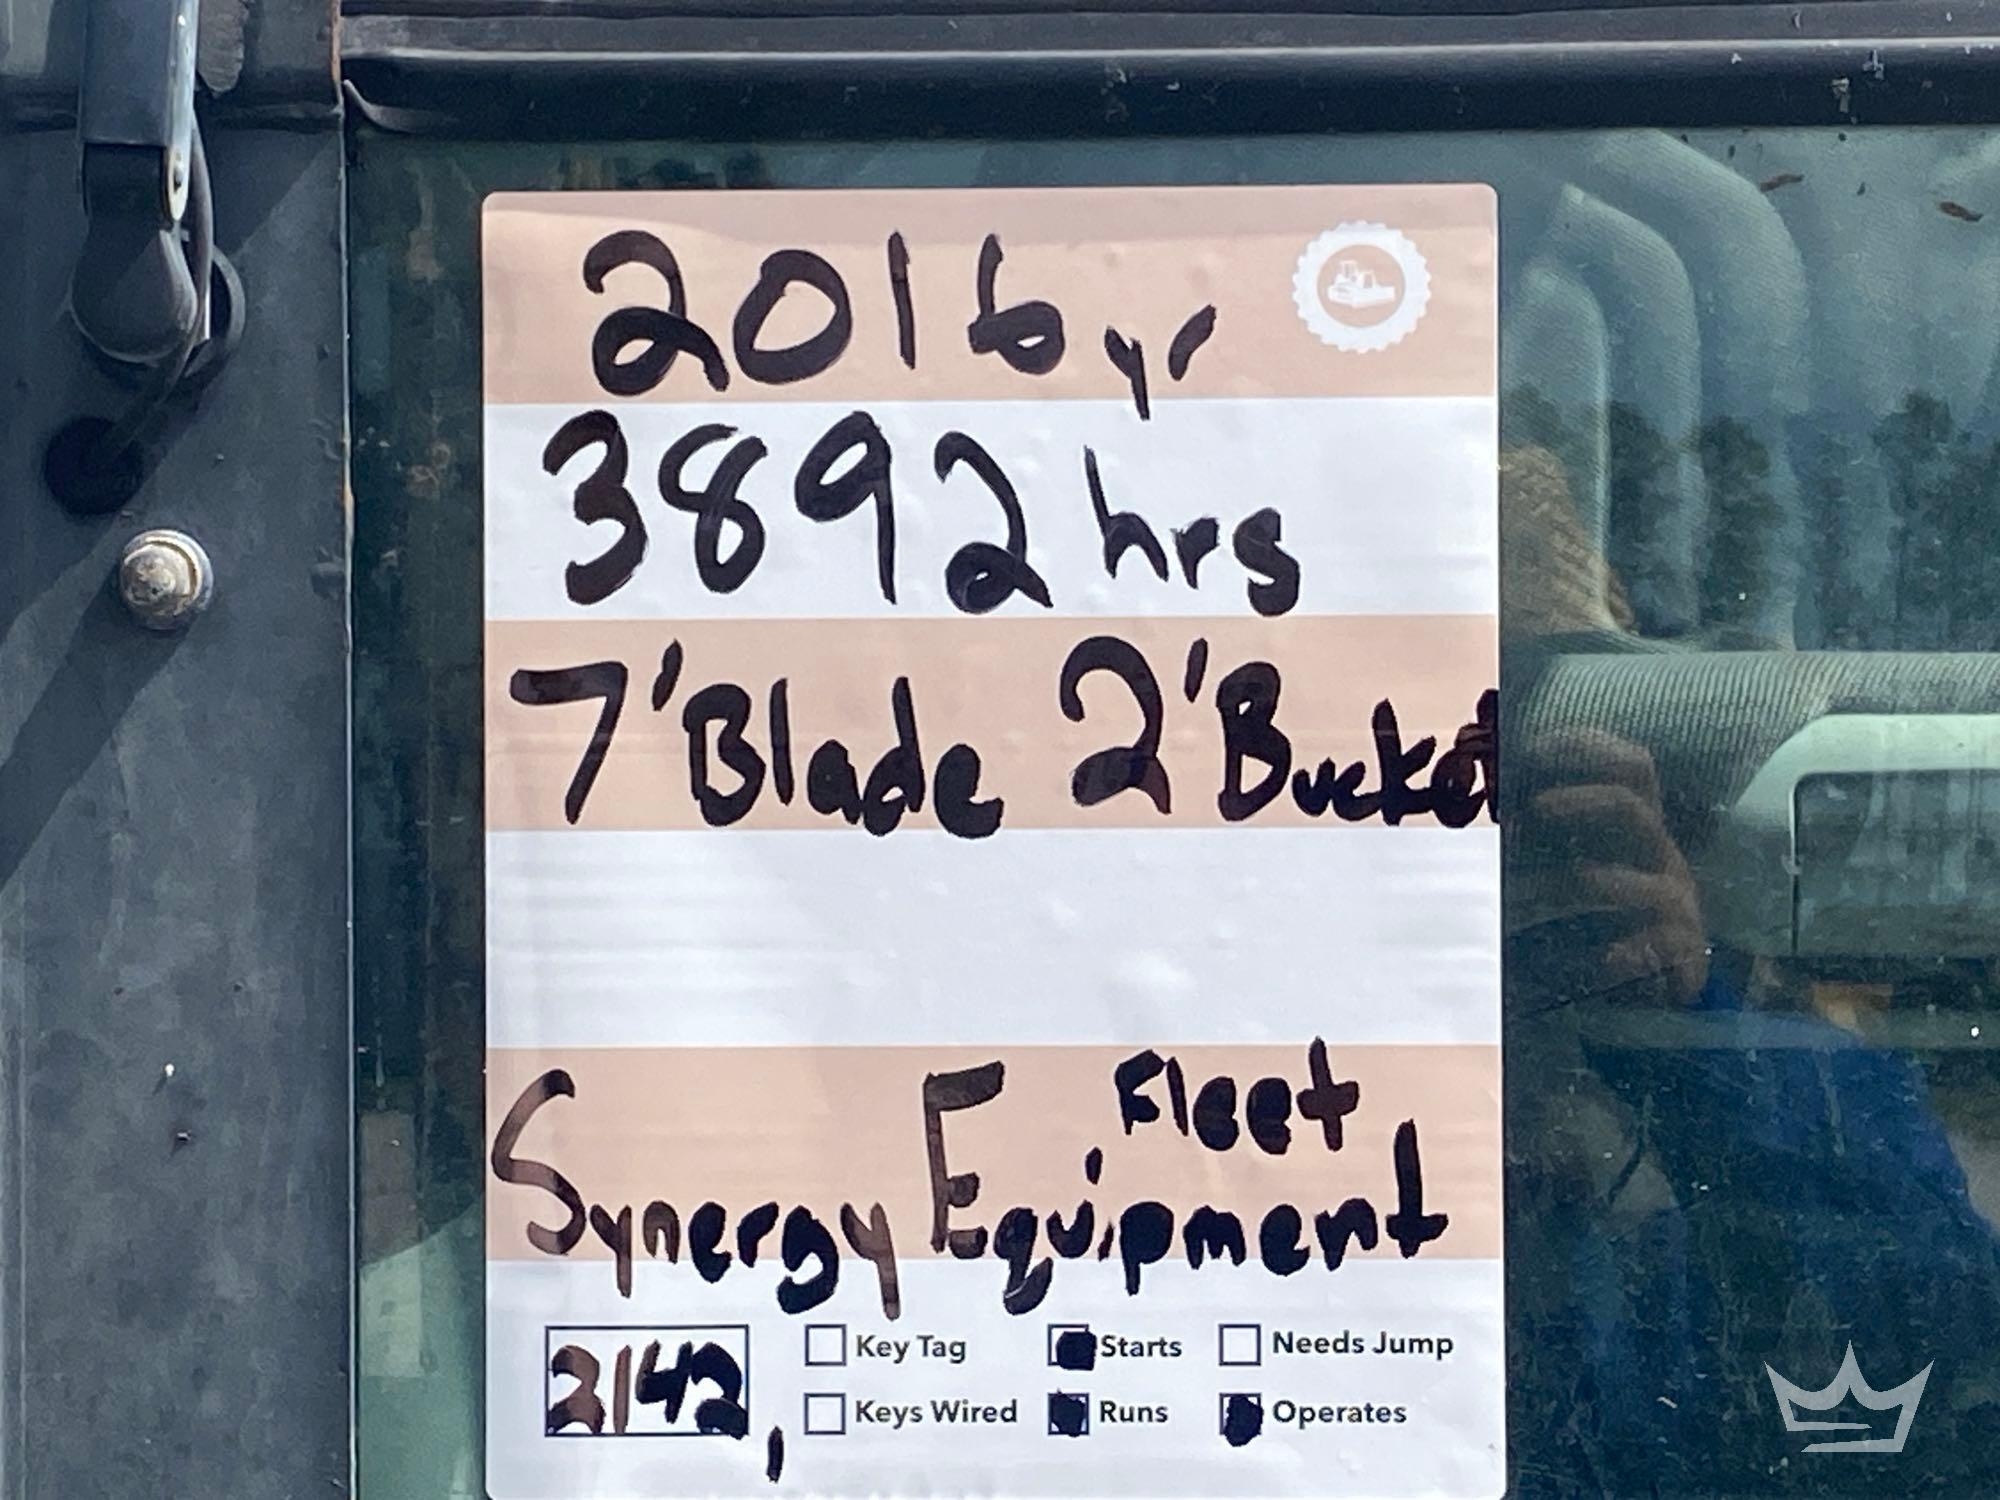 2016 yr
3892 hrs
7' Blade 2' Bucket
Fleet
Synergy Equipment
2142
Key Tag Starts Needs Jump
Keys Wired Runs Operates